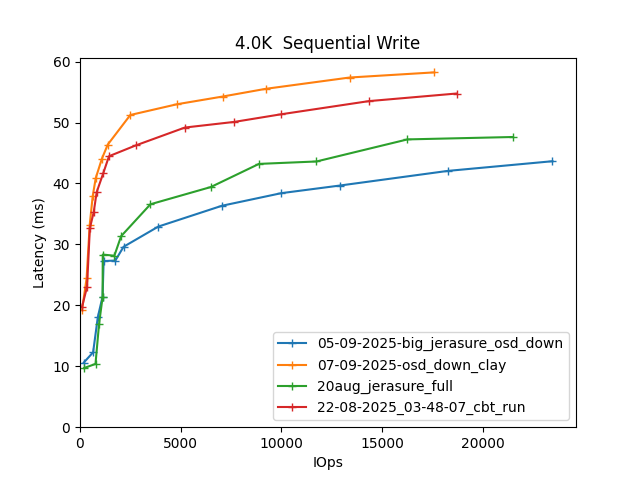 4.0K  Sequential Write
Latency (ms)
60
50
40
30
20
10
0
0 5000 10000 15000 20000
IOps
05-09-2025-big_jerasure_osd_down
07-09-2025-osd_down_clay
20aug_jerasure_full
22-08-2025_03-48-07_cbt_run